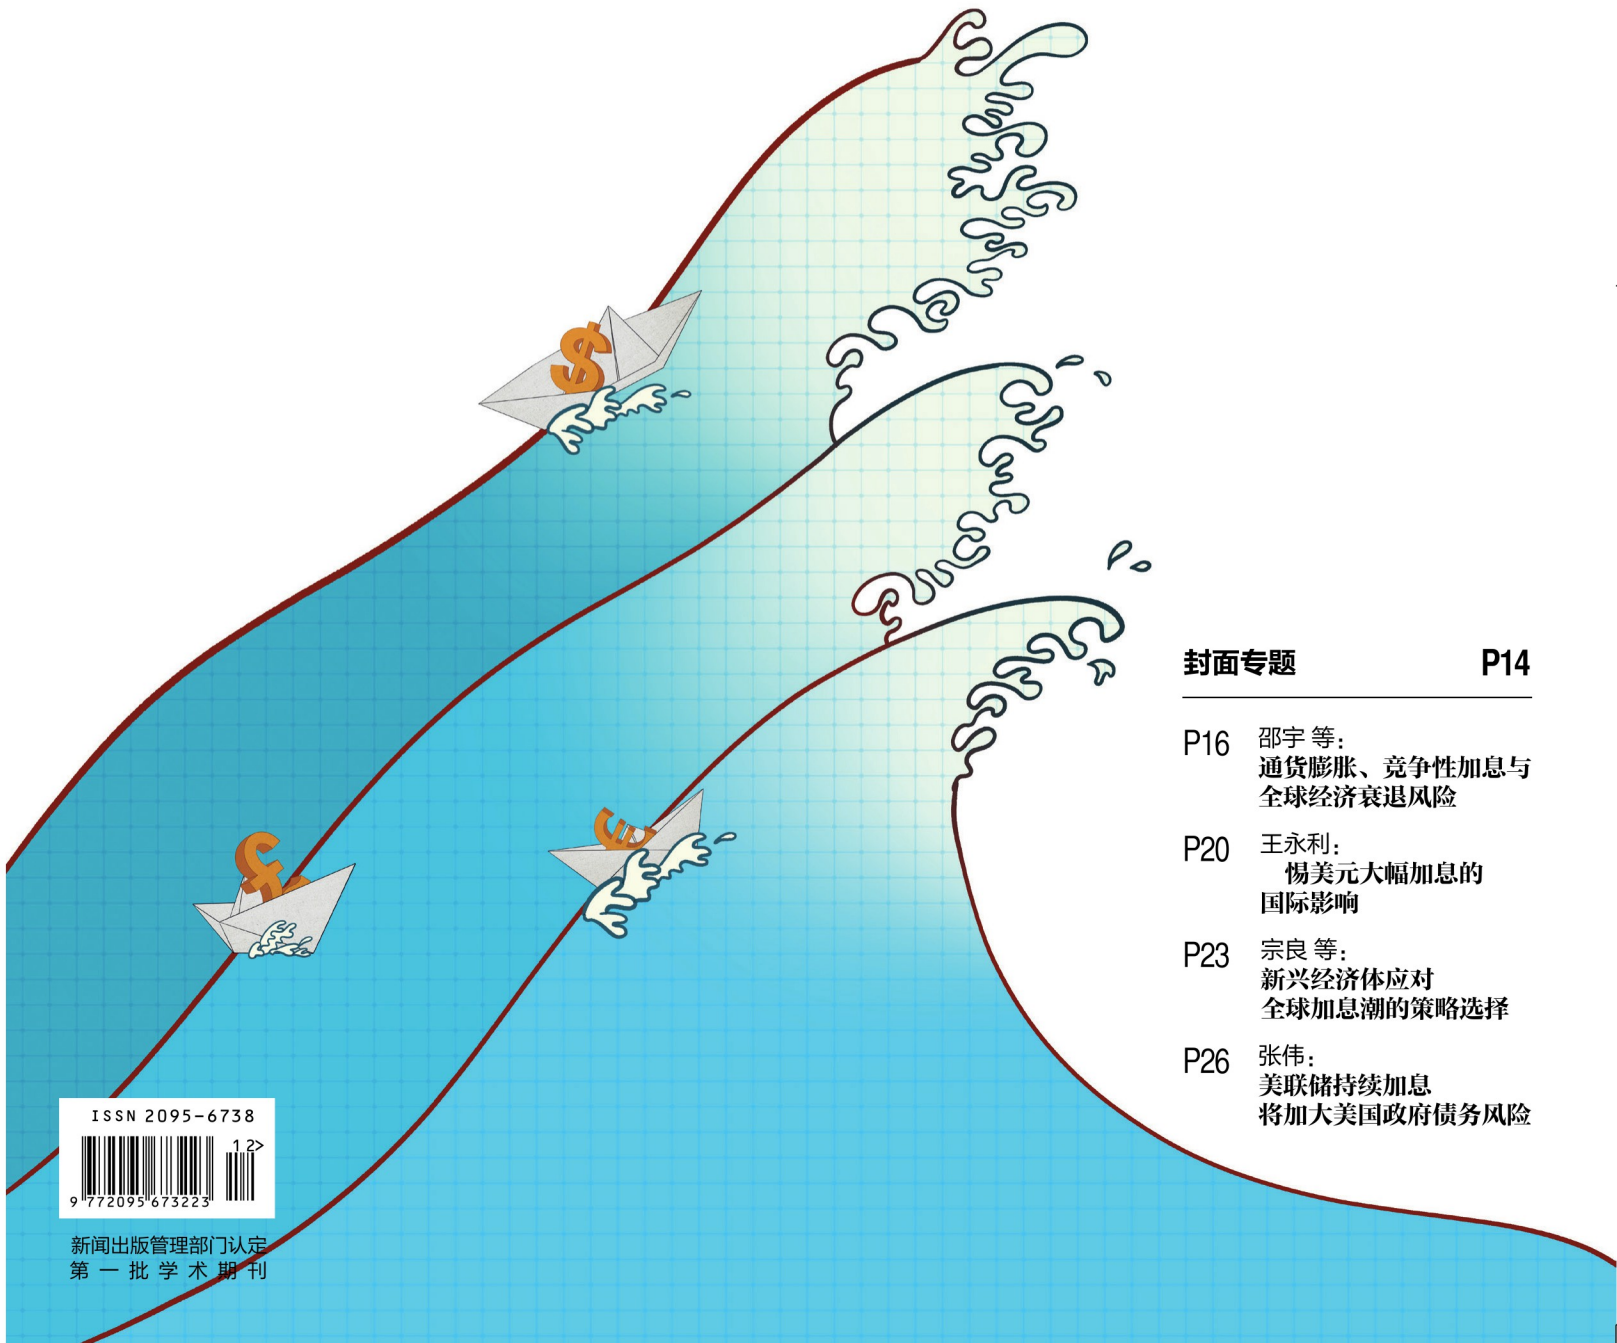 封面专题 P14
P16 邵宇 等：
通货膨胀、竞争性加息与
全球经济衰退风险
P20 王永利：
惕美元大幅加息的
国际影响
P23 宗良 等：
新兴经济体应对
全球加息潮的策略选择
P26 张伟：
美联储持续加息
将加大美国政府债务风险
ISSN 2095-6738
12>
9 772095 673223
新闻出版管理部门认定
第一批学术期刊
$
£
€